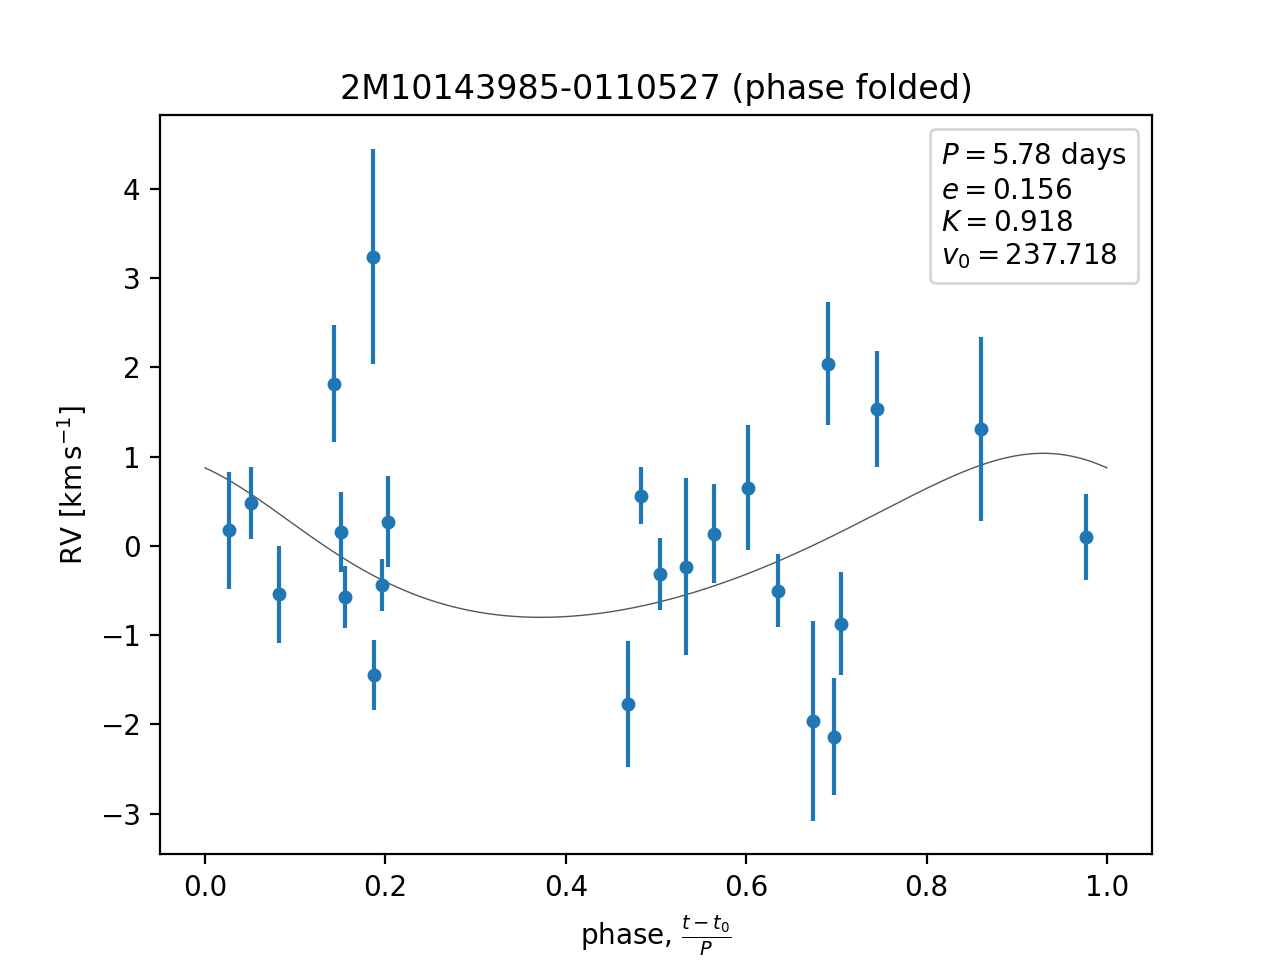 2M10143985-0110527 (phase folded)
P = 5.78 days
e = 0.156
K = 0.918
v₀ = 237.718
RV [km s⁻¹]
4
3
2
1
0
−1
−2
−3
0.0 0.2 0.4 0.6 0.8 1.0
phase, (t − t₀)/P